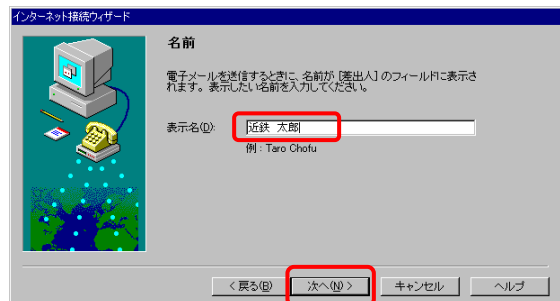 インターネット接続ウィザード
名前
電子メールを送信するときに、名前が [差出人] のフィールドに表示さ
れます。表示したい名前を入力してください。
表示名(D): 近鉄 太郎
例 : Taro Chofu
< 戻る(B) 次へ(N) > キャンセル ヘルプ